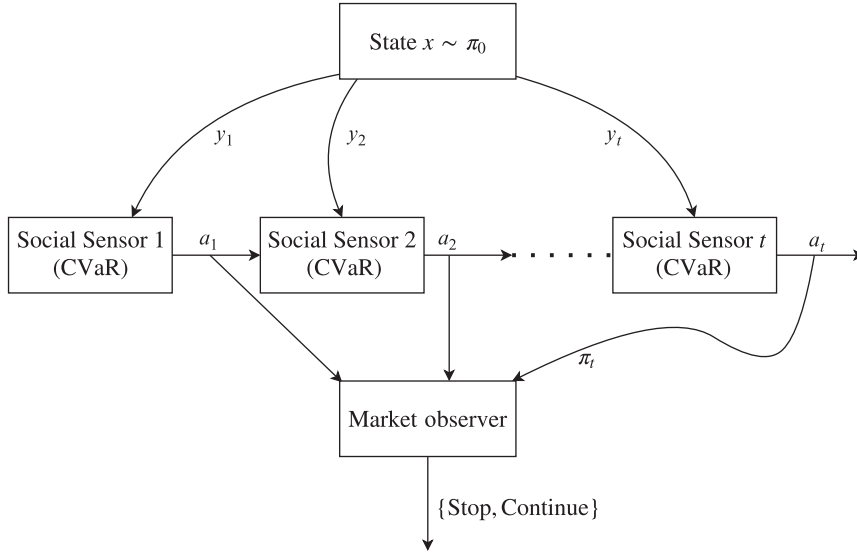 State x ∼ π₀
y₁
y₂
yₜ
Social Sensor 1
(CVaR)
a₁
Social Sensor 2
(CVaR)
a₂
Social Sensor t
(CVaR)
aₜ
πₜ
Market observer
{Stop, Continue}